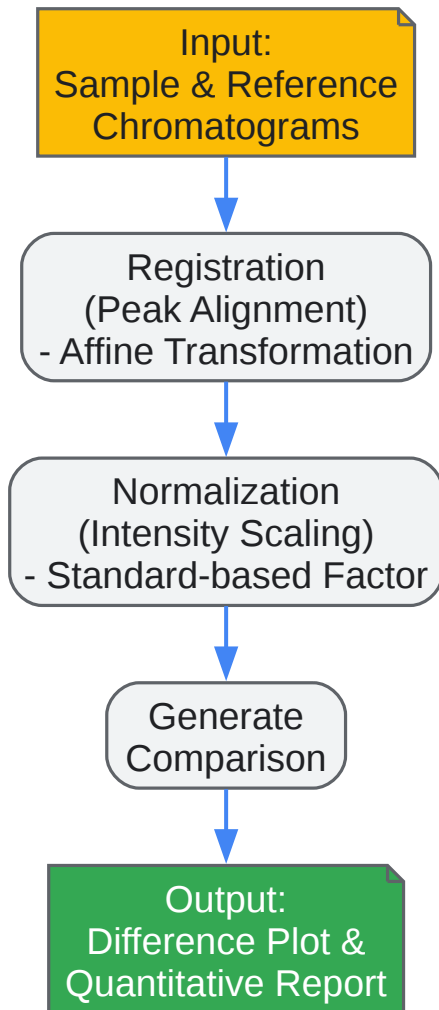 Input:
Sample & Reference
Chromatograms
Registration
(Peak Alignment)
- Affine Transformation
Normalization
(Intensity Scaling)
- Standard-based Factor
Generate
Comparison
Output:
Difference Plot &
Quantitative Report